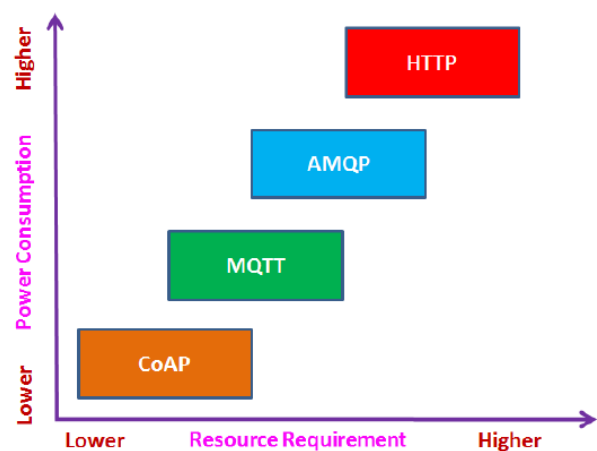 Higher
HTTP
Power Consumption
AMQP
MQTT
CoAP
Lower
Lower Resource Requirement Higher